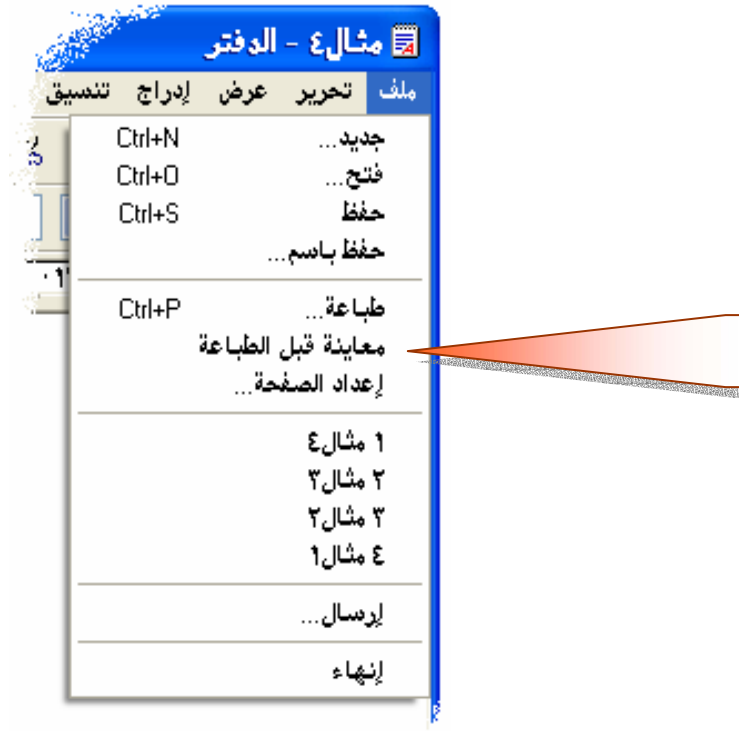 مثال٤ - الدفتر
ملف تحرير عرض إدراج تنسيق
جديد... Ctrl+N
فتح... Ctrl+O
حفظ Ctrl+S
حفظ باسم...
طباعة... Ctrl+P
معاينة قبل الطباعة
إعداد الصفحة...
١ مثال٤
٢ مثال٣
٣ مثال٢
٤ مثال١
إرسال...
إنهاء